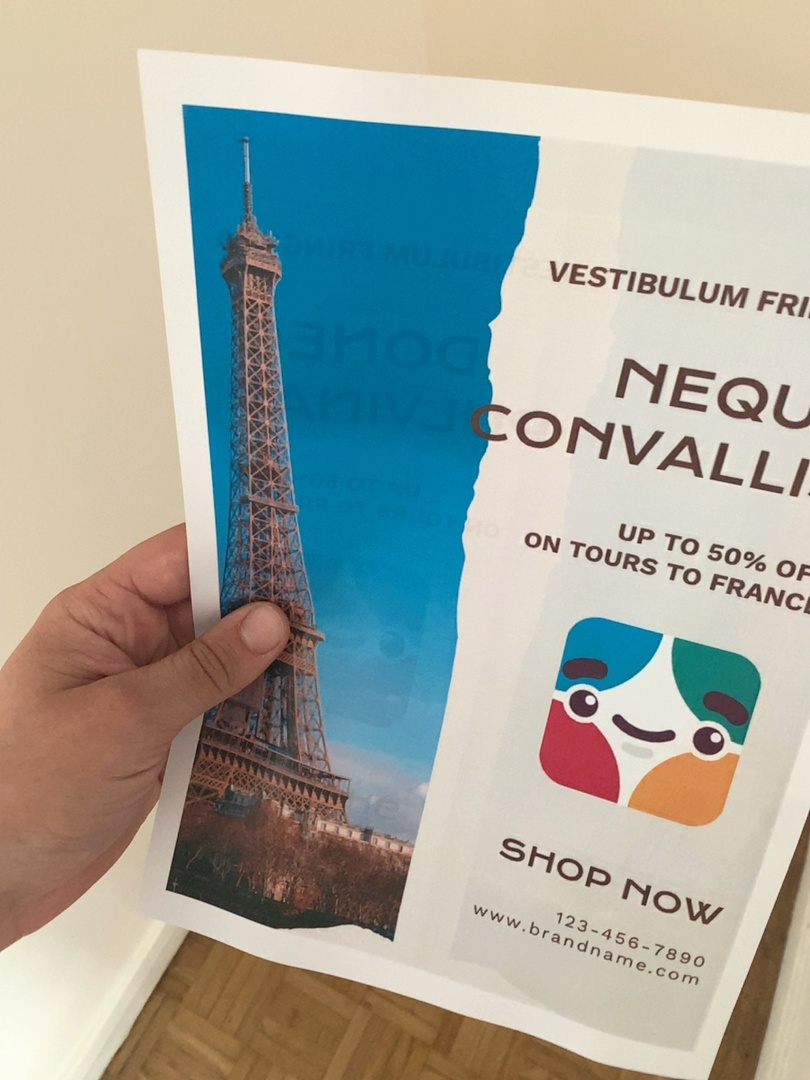 VESTIBULUM FRI
NEQU
CONVALLI
UP TO 50% OF
ON TOURS TO FRANCE
SHOP NOW
123-456-7890
www.brandname.com